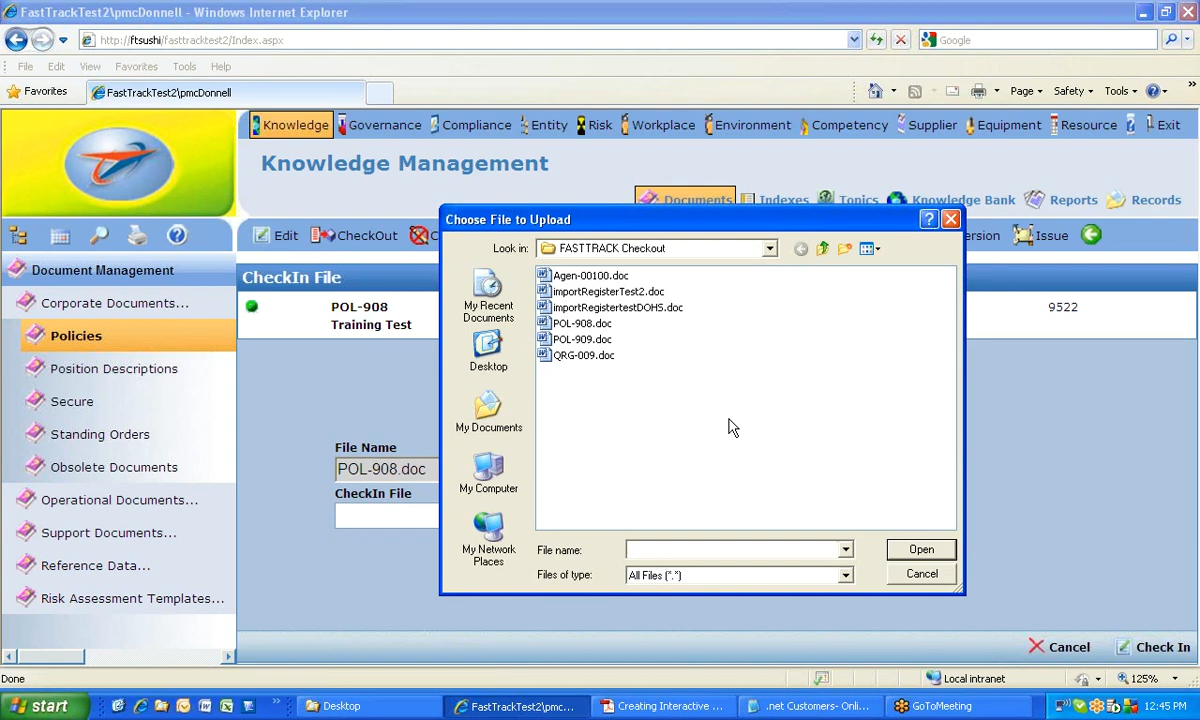 FastTrackTest2\pmcDonnell - Windows Internet Explorer
http://ftsushi/fasttracktest2/Index.aspx
Google
File Edit View Favorites Tools Help
Favorites FastTrackTest2\pmcDonnell Page Safety Tools
Knowledge Governance Compliance Entity Risk Workplace Environment Competency Supplier Equipment Resource Exit
Knowledge Management
Documents Indexes Topics Knowledge Bank Reports Records
Edit CheckOut ersion Issue
Document Management
Corporate Documents...
Policies
Position Descriptions
Secure
Standing Orders
Obsolete Documents
Operational Documents...
Support Documents...
Reference Data...
Risk Assessment Templates...
CheckIn File
POL-908
Training Test
9522
File Name
POL-908.doc
CheckIn File
Choose File to Upload
Look in: FASTTRACK Checkout
My Recent Documents
Desktop
My Documents
My Computer
My Network Places
Agen-00100.doc
importRegisterTest2.doc
importRegistertestDOHS.doc
POL-908.doc
POL-909.doc
QRG-009.doc
File name: Open
Files of type: All Files (*.*) Cancel
Cancel Check In
Done Local intranet 125%
start Desktop FastTrackTest2\pmc... Creating Interactive ... .net Customers- Onli... GoToMeeting 12:45 PM